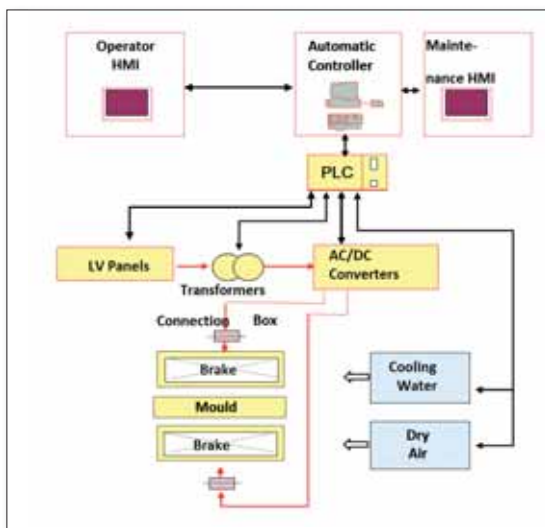 Operator
HMI
Automatic
Controller
Mainte-
nance HMI
PLC
LV Panels
Transformers
AC/DC
Converters
Connection Box
Brake
Mould
Brake
Cooling
Water
Dry
Air